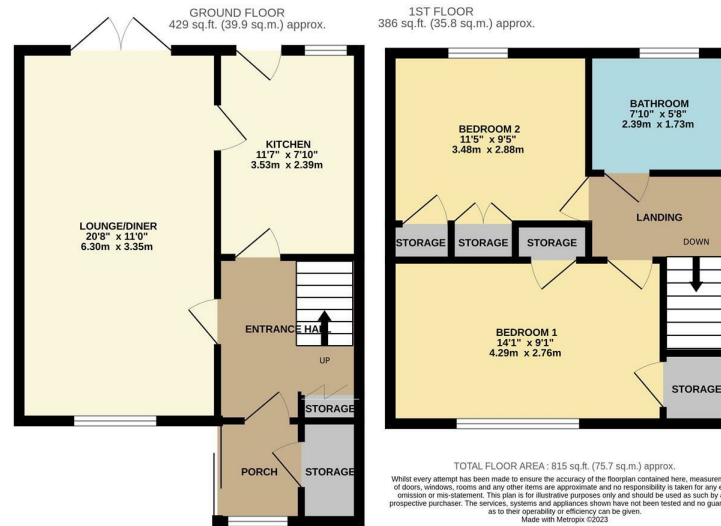 GROUND FLOOR
429 sq.ft. (39.9 sq.m.) approx.
LOUNGE/DINER
20'8" x 11'0"
6.30m x 3.35m
KITCHEN
11'7" x 7'10"
3.53m x 2.39m
ENTRANCE HALL
UP
STORAGE
PORCH
STORAGE
1ST FLOOR
386 sq.ft. (35.8 sq.m.) approx.
BEDROOM 2
11'5" x 9'5"
3.48m x 2.88m
BATHROOM
7'10" x 5'8"
2.39m x 1.73m
LANDING
DOWN
STORAGE
STORAGE
STORAGE
BEDROOM 1
14'1" x 9'1"
4.29m x 2.76m
STORAGE
TOTAL FLOOR AREA : 815 sq.ft. (75.7 sq.m.) approx.
Whilst every attempt has been made to ensure the accuracy of the floorplan contained here, measurem
of doors, windows, rooms and any other items are approximate and no responsibility is taken for any e
omission or mis-statement. This plan is for illustrative purposes only and should be used as such by a
prospective purchaser. The services, systems and appliances shown have not been tested and no guar
as to their operability or efficiency can be given.
Made with Metropix ©2023